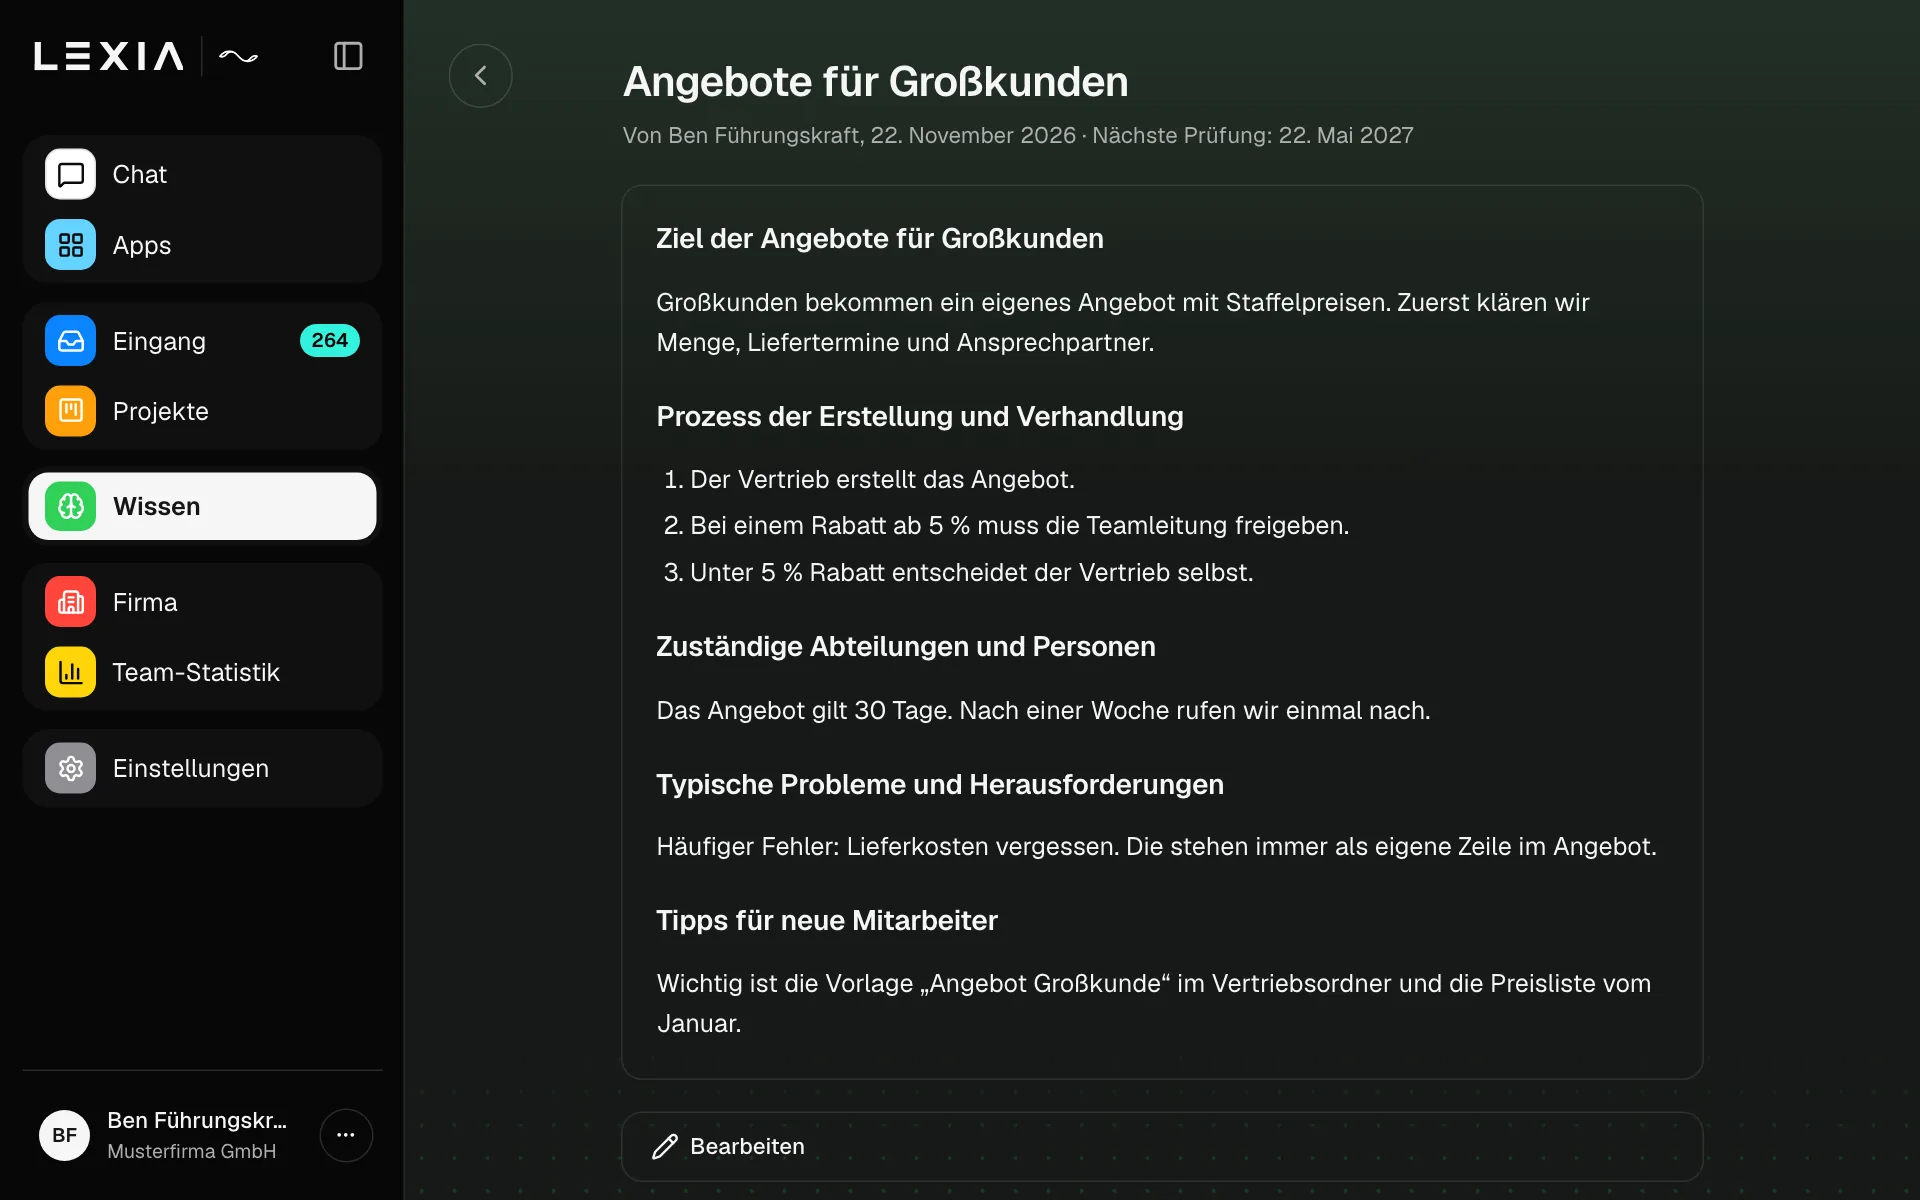 LEXIA
Chat
Apps
Eingang 264
Projekte
Wissen
Firma
Team-Statistik
Einstellungen
BF
Ben Führungskr...
Musterfirma GmbH
Angebote für Großkunden
Von Ben Führungskraft, 22. November 2026 · Nächste Prüfung: 22. Mai 2027
Ziel der Angebote für Großkunden
Großkunden bekommen ein eigenes Angebot mit Staffelpreisen. Zuerst klären wir
Menge, Liefertermine und Ansprechpartner.
Prozess der Erstellung und Verhandlung
1. Der Vertrieb erstellt das Angebot.
2. Bei einem Rabatt ab 5 % muss die Teamleitung freigeben.
3. Unter 5 % Rabatt entscheidet der Vertrieb selbst.
Zuständige Abteilungen und Personen
Das Angebot gilt 30 Tage. Nach einer Woche rufen wir einmal nach.
Typische Probleme und Herausforderungen
Häufiger Fehler: Lieferkosten vergessen. Die stehen immer als eigene Zeile im Angebot.
Tipps für neue Mitarbeiter
Wichtig ist die Vorlage „Angebot Großkunde“ im Vertriebsordner und die Preisliste vom
Januar.
Bearbeiten